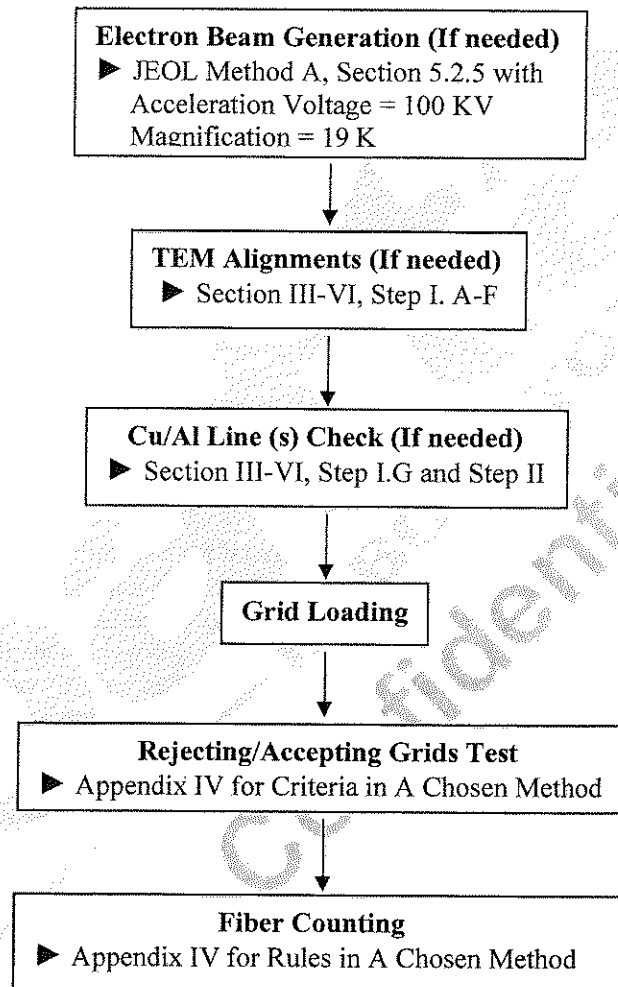 Electron Beam Generation (If needed)
► JEOL Method A, Section 5.2.5 with
Acceleration Voltage = 100 KV
Magnification = 19 K
TEM Alignments (If needed)
► Section III-VI, Step I. A-F
Cu/Al Line (s) Check (If needed)
► Section III-VI, Step I.G and Step II
Grid Loading
Rejecting/Accepting Grids Test
► Appendix IV for Criteria in A Chosen Method
Fiber Counting
► Appendix IV for Rules in A Chosen Method